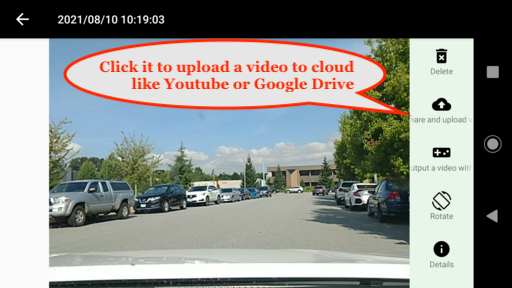 2021/08/10 10:19:03
Click it to upload a video to cloud
like Youtube or Google Drive
Delete
hare and upload v
utput a video with
Rotate
Details